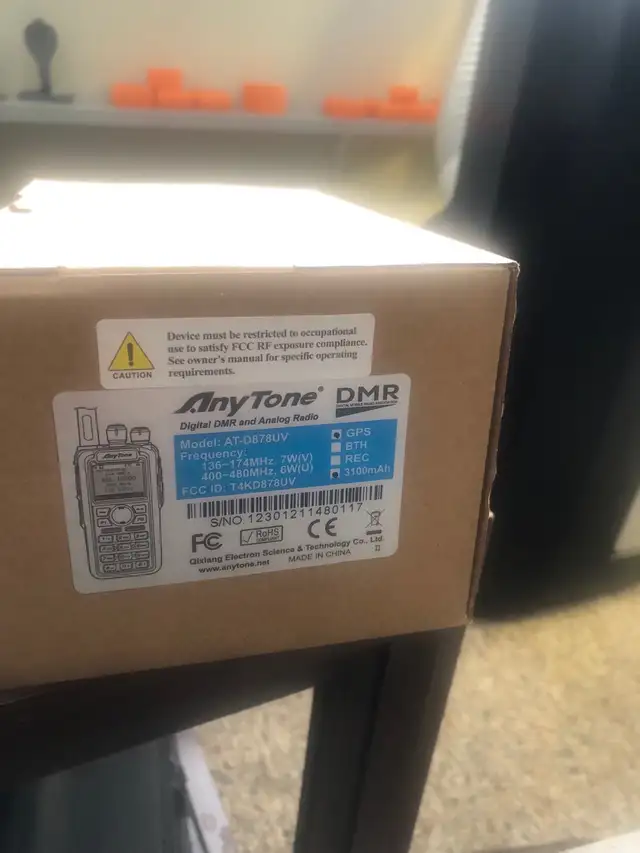 Device must be restricted to occupational
use to satisfy FCC RF exposure compliance.
See owner's manual for specific operating
requirements.
CAUTION
AnyTone® DMR
Digital DMR and Analog Radio
Model: AT-D878UV
Frequency:
136-174MHz, 7W(V)
400-480MHz, 6W(U)
FCC ID: T4KD878UV
GPS
BTH
REC
3100mAh
AnyTone
S/NO 12301211480117
FC RoHS CE
Qixiang Electron Science & Technology Co., Ltd.
www.anytone.net MADE IN CHINA II